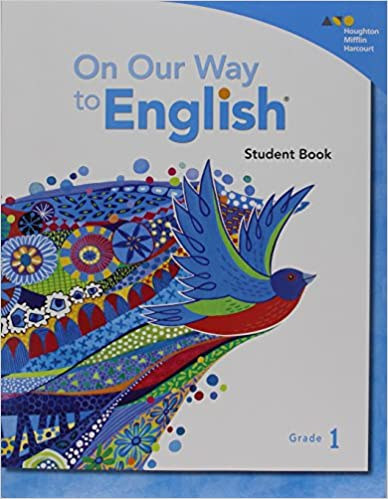 Houghton
Mifflin
Harcourt
On Our Way
to English®
Student Book
Grade 1